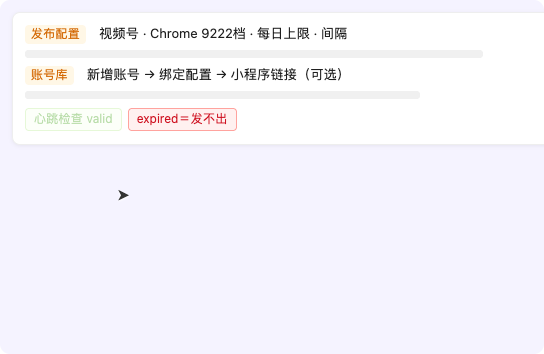 发布配置 视频号 · Chrome 9222档 · 每日上限 · 间隔
账号库 新增账号 → 绑定配置 → 小程序链接（可选）
心跳检查 valid expired＝发不出